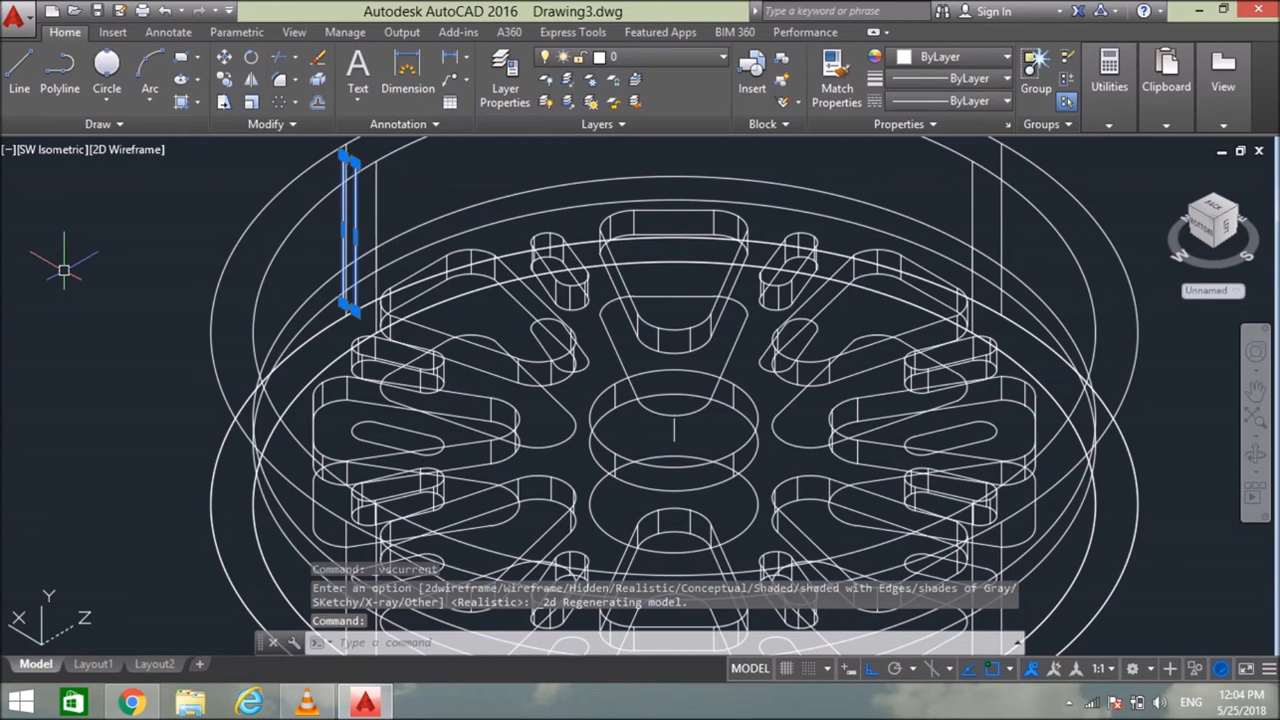 Autodesk AutoCAD 2016 Drawing3.dwg
Type a keyword or phrase
Sign In
Home Insert Annotate Parametric View Manage Output Add-ins A360 Express Tools Featured Apps BIM 360 Performance
0
ByLayer
ByLayer
ByLayer
Line Polyline Circle Arc Text Dimension Layer Properties Insert Match Properties Group Utilities Clipboard View
Draw Modify Annotation Layers Block Properties Groups
[−][SW Isometric][2D Wireframe]
BACK
LEFT
BOTTOM
W
S
Unnamed
Y
X
Z
Command: _vscurrent
Enter an option [2dwireframe/Wireframe/Hidden/Realistic/Conceptual/Shaded/shaded with Edges/shades of Gray/
SKetchy/X-ray/Other] <Realistic>: _2d Regenerating model.
Command:
Type a command
Model Layout1 Layout2 +
MODEL
1:1
ENG
12:04 PM
5/25/2018